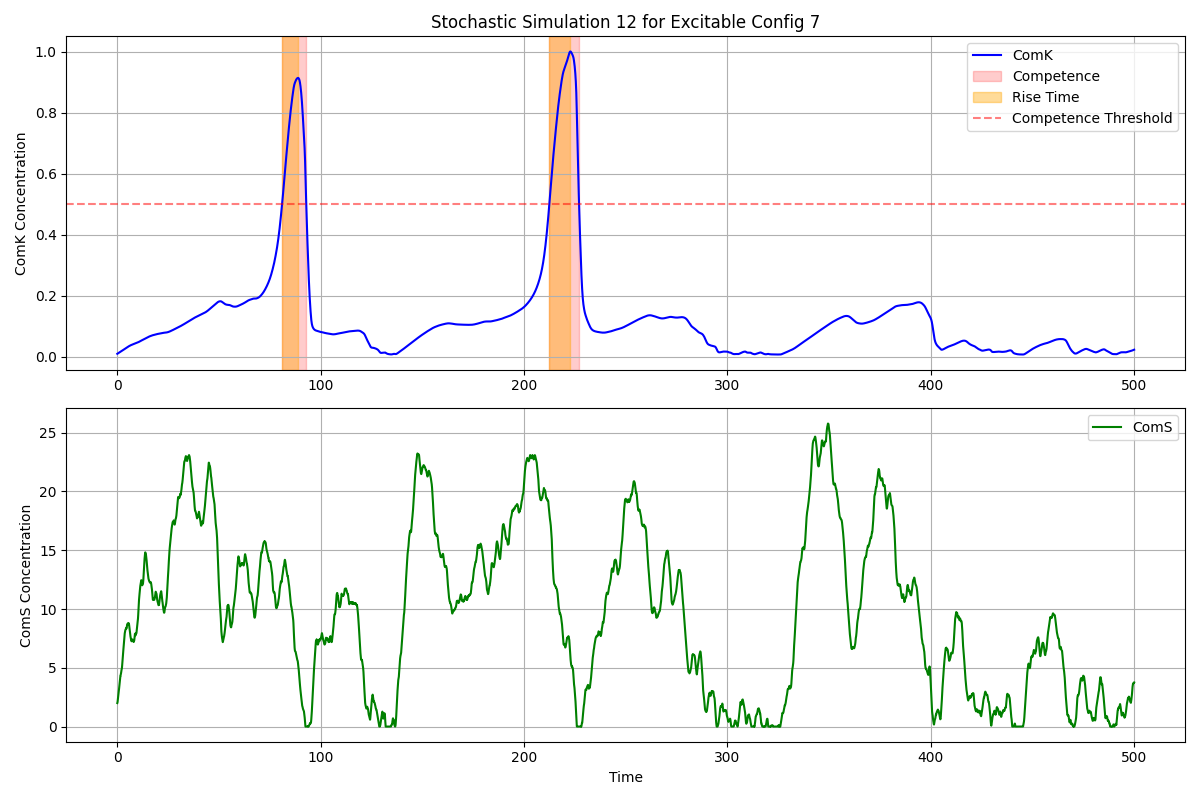 Stochastic Simulation 12 for Excitable Config 7
ComK Concentration
1.0
0.8
0.6
0.4
0.2
0.0
ComK
Competence
Rise Time
Competence Threshold
0 100 200 300 400 500
ComS Concentration
25
20
15
10
5
0
ComS
0 100 200 300 400 500
Time